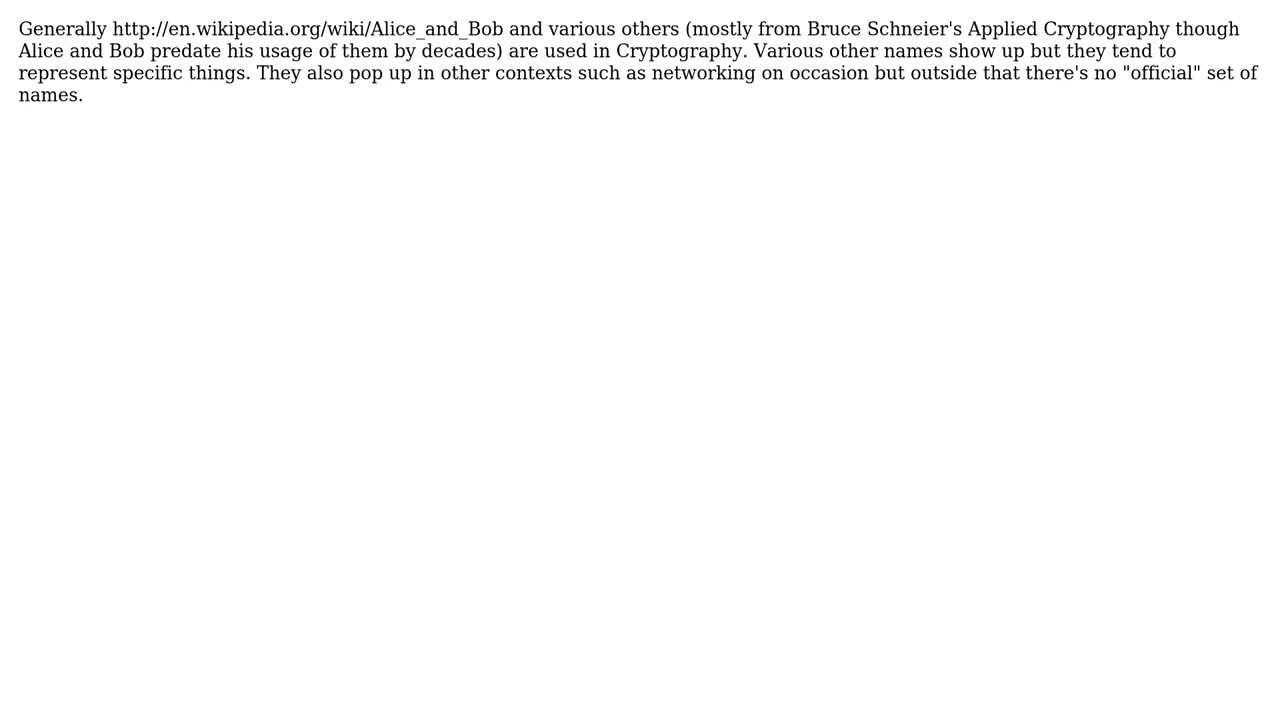 Generally http://en.wikipedia.org/wiki/Alice_and_Bob and various others (mostly from Bruce Schneier's Applied Cryptography though
Alice and Bob predate his usage of them by decades) are used in Cryptography. Various other names show up but they tend to
represent specific things. They also pop up in other contexts such as networking on occasion but outside that there's no "official" set of
names.